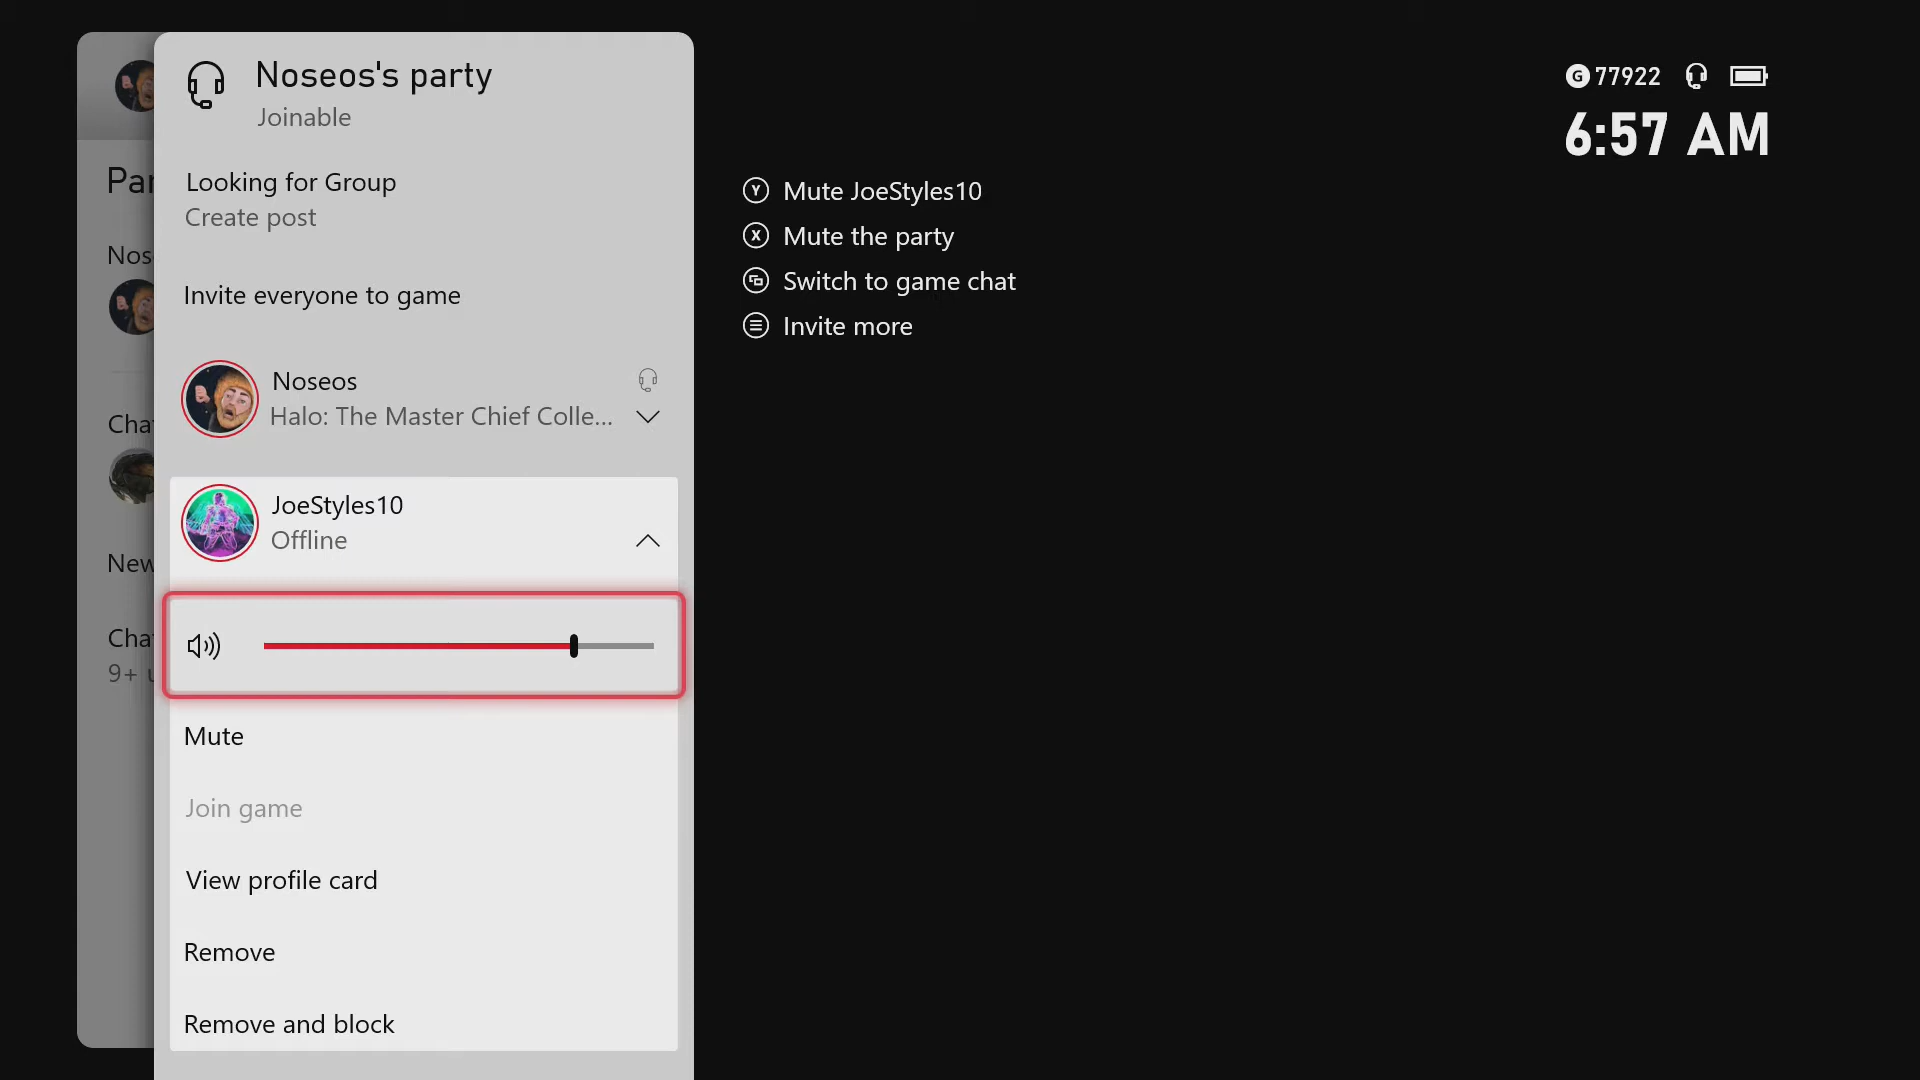 Noseos's party
Joinable
Looking for Group
Create post
Invite everyone to game
Noseos
Halo: The Master Chief Colle...
JoeStyles10
Offline
Mute
Join game
View profile card
Remove
Remove and block
Par
Nos
Cha
New
Cha
9+
Y Mute JoeStyles10
X Mute the party
Switch to game chat
Invite more
G 77922
6:57 AM